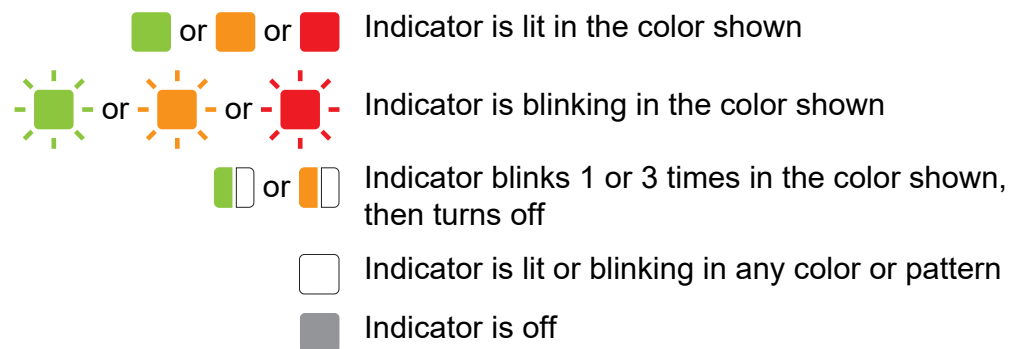 or or Indicator is lit in the color shown
or or Indicator is blinking in the color shown
or Indicator blinks 1 or 3 times in the color shown,
then turns off
Indicator is lit or blinking in any color or pattern
Indicator is off